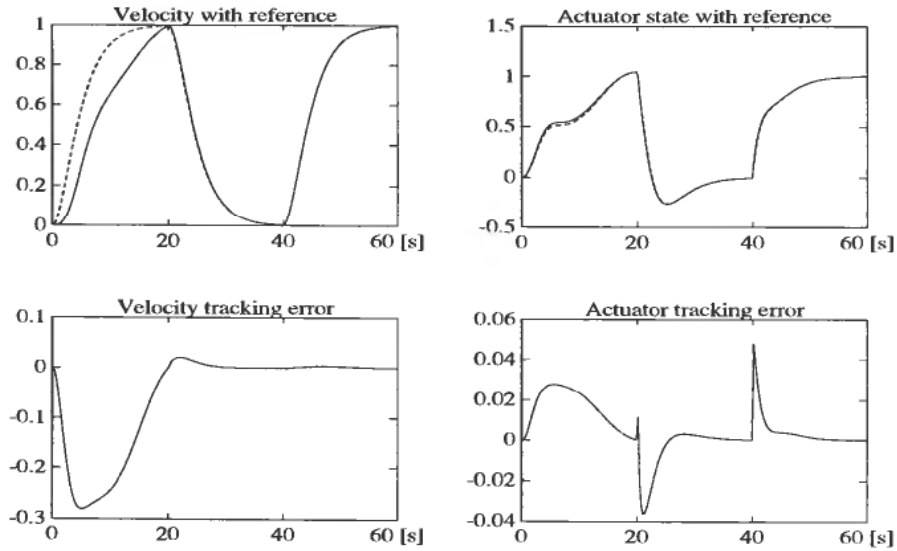 Velocity with reference
1
0.8
0.6
0.4
0.2
0
0 20 40 60 [s]
Actuator state with reference
1.5
1
0.5
0
-0.5
0 20 40 60 [s]
Velocity tracking error
0.1
0
-0.1
-0.2
-0.3
0 20 40 60 [s]
Actuator tracking error
0.06
0.04
0.02
0
-0.02
-0.04
0 20 40 60 [s]